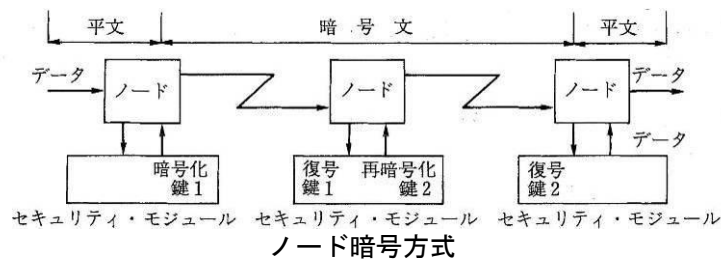 平文 暗号文 平文
データ ノード ノード ノード データ
データ
暗号化 復号 再暗号化 復号
鍵1 鍵1 鍵2 鍵2
セキュリティ・モジュール セキュリティ・モジュール セキュリティ・モジュール
ノード暗号方式